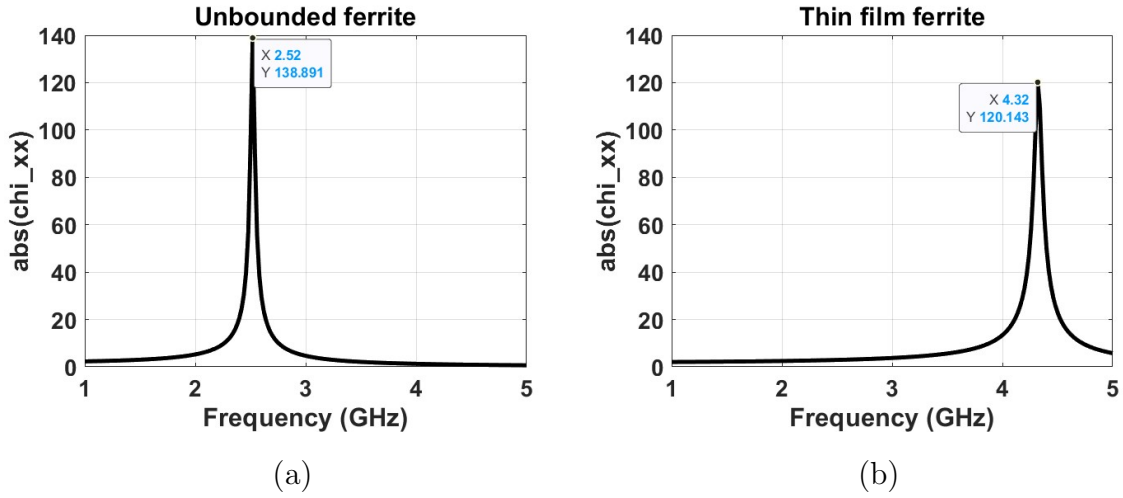 Unbounded ferrite
140
120
100
80
60
40
20
0
abs(chi_xx)
X 2.52
Y 138.891
1 2 3 4 5
Frequency (GHz)
(a)
Thin film ferrite
140
120
100
80
60
40
20
0
abs(chi_xx)
X 4.32
Y 120.143
1 2 3 4 5
Frequency (GHz)
(b)